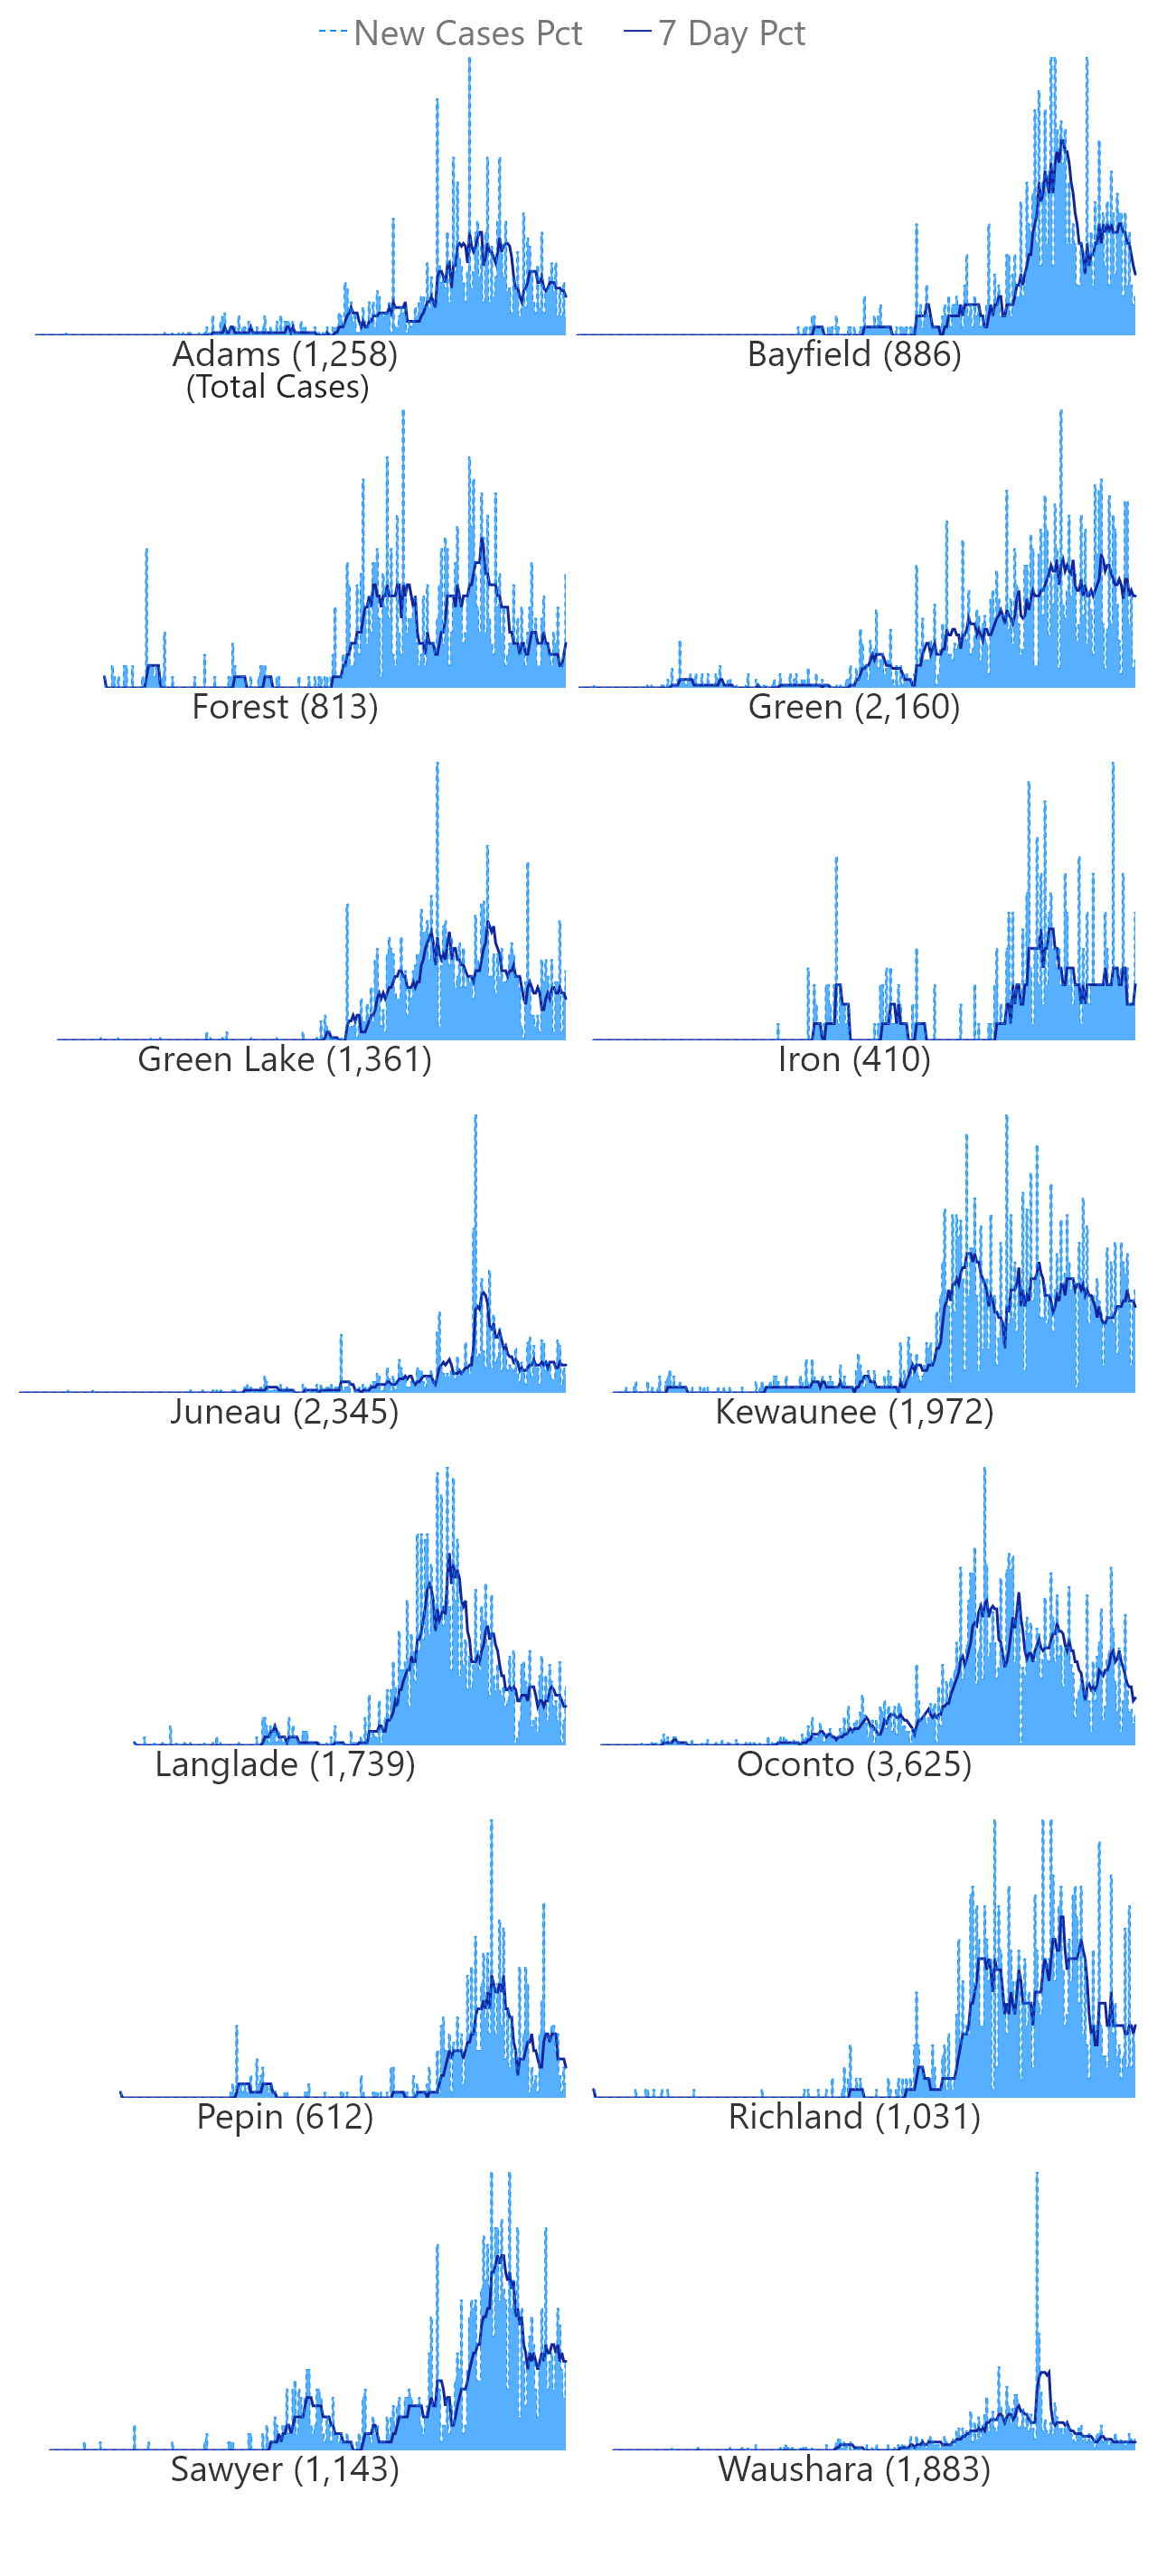 New Cases Pct 7 Day Pct
Adams (1,258) Bayfield (886)
(Total Cases)
Forest (813) Green (2,160)
Green Lake (1,361) Iron (410)
Juneau (2,345) Kewaunee (1,972)
Langlade (1,739) Oconto (3,625)
Pepin (612) Richland (1,031)
Sawyer (1,143) Waushara (1,883)